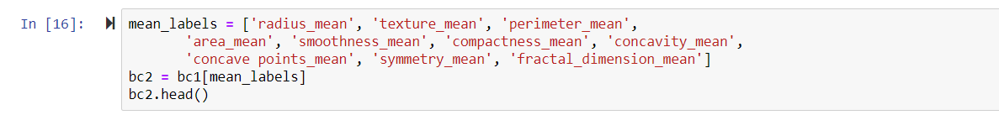 In [16]: mean_labels = ['radius_mean', 'texture_mean', 'perimeter_mean',
'area_mean', 'smoothness_mean', 'compactness_mean', 'concavity_mean',
'concave points_mean', 'symmetry_mean', 'fractal_dimension_mean']
bc2 = bc1[mean_labels]
bc2.head()